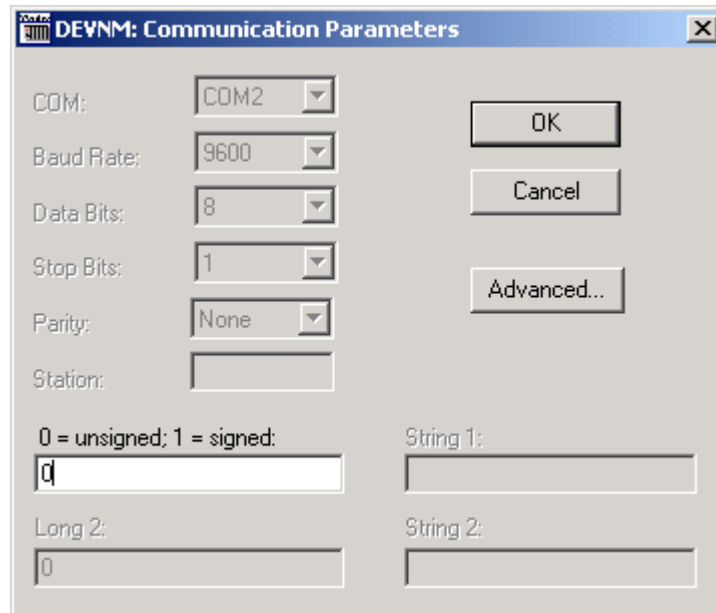 DEVNM: Communication Parameters
COM: COM2
Baud Rate: 9600
Data Bits: 8
Stop Bits: 1
Parity: None
Station:
OK
Cancel
Advanced...
0 = unsigned; 1 = signed:
0
String 1:
Long 2:
0
String 2: